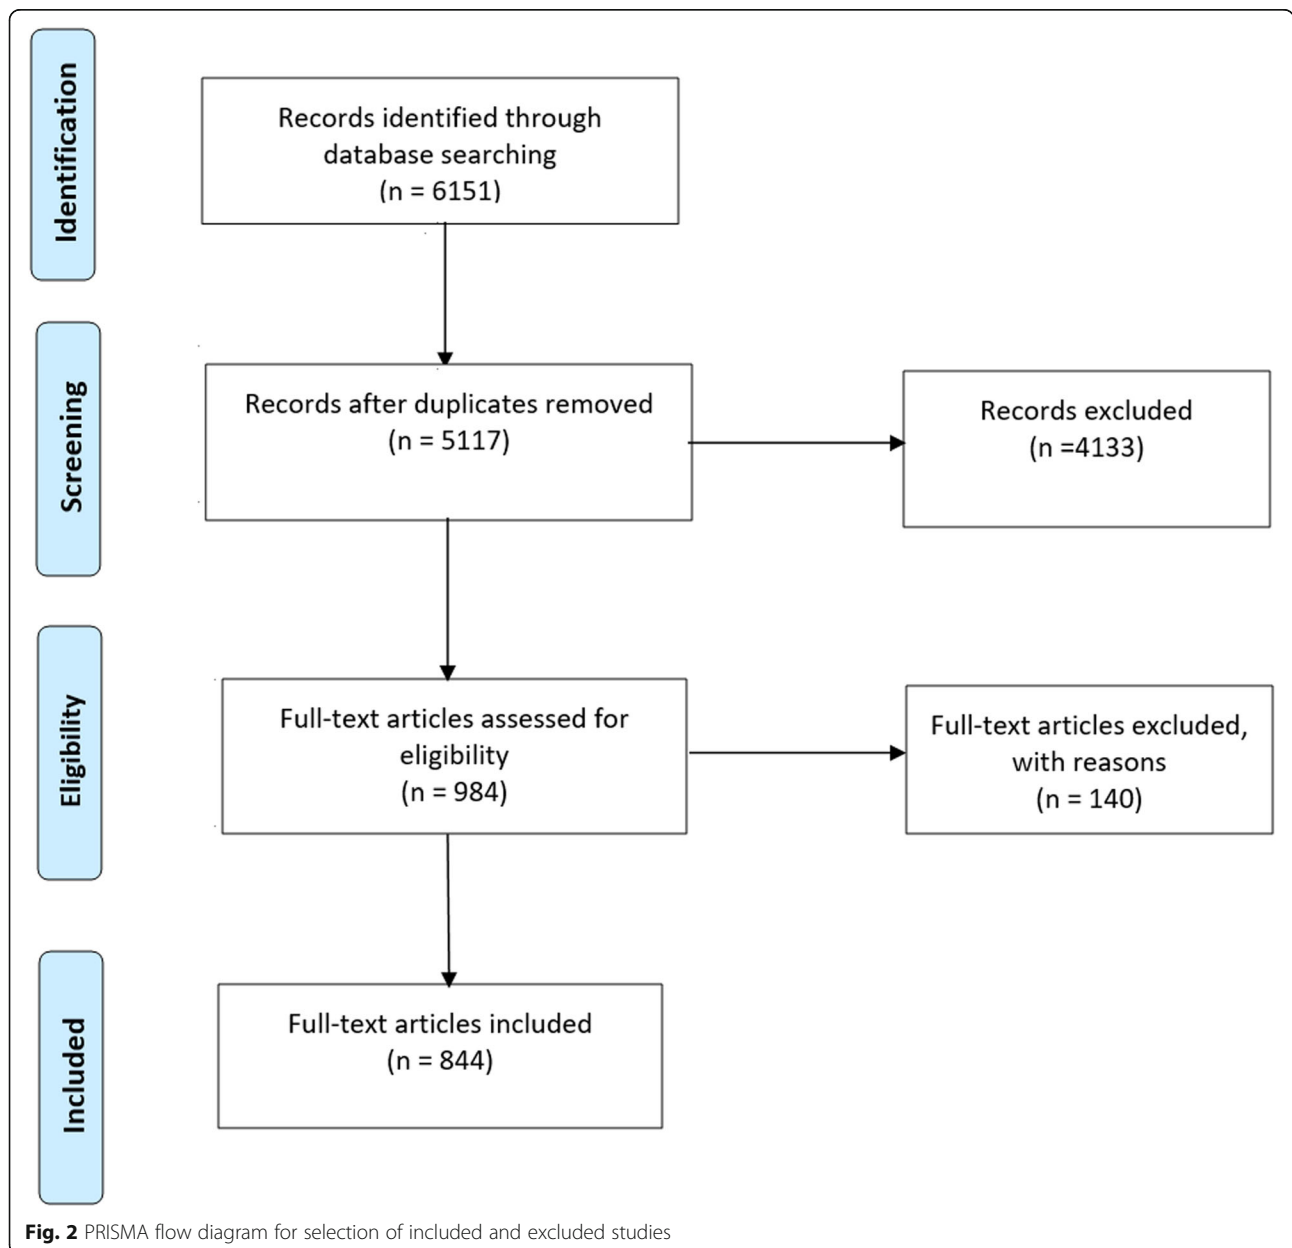 Identification
Records identified through
database searching
(n = 6151)
Screening
Records after duplicates removed
(n = 5117)
Records excluded
(n =4133)
Eligibility
Full-text articles assessed for
eligibility
(n = 984)
Full-text articles excluded,
with reasons
(n = 140)
Included
Full-text articles included
(n = 844)
Fig. 2 PRISMA flow diagram for selection of included and excluded studies